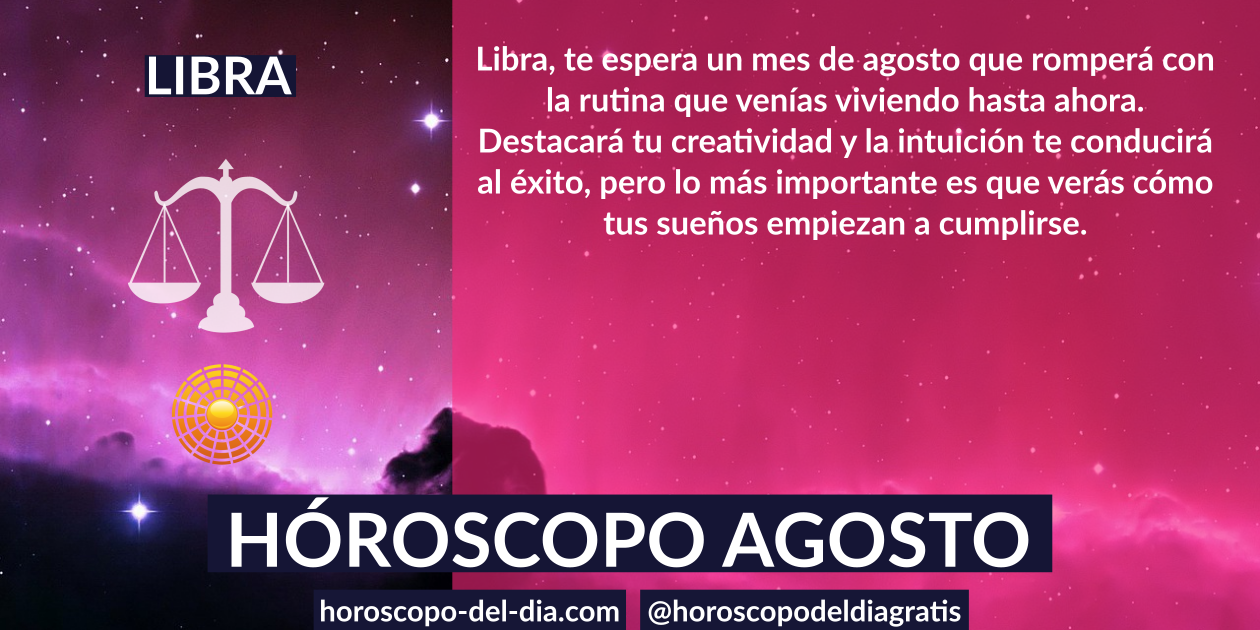 LIBRA
Libra, te espera un mes de agosto que romperá con
la rutina que venías viviendo hasta ahora.
Destacará tu creatividad y la intuición te conducirá
al éxito, pero lo más importante es que verás cómo
tus sueños empiezan a cumplirse.
HÓROSCOPO AGOSTO
horoscopo-del-dia.com
@horoscopodeldiagratis